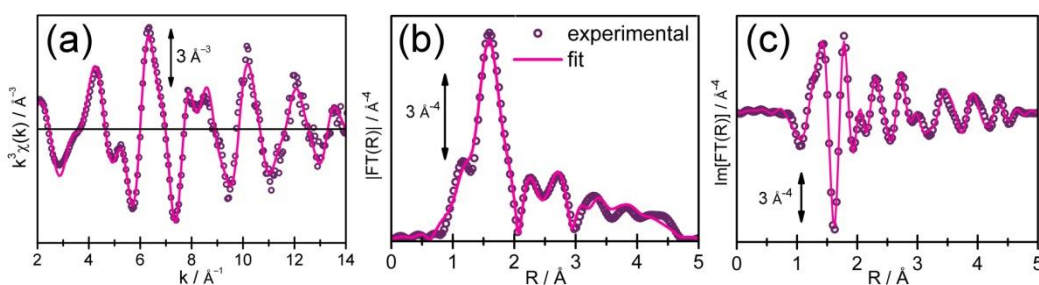 (a)
3 Å⁻³
k³χ(k) / Å⁻³
2 4 6 8 10 12 14
k / Å⁻¹
(b)
experimental
fit
3 Å⁻⁴
|FT(R)| / Å⁻⁴
0 1 2 3 4 5
R / Å
(c)
3 Å⁻⁴
Im[FT(R)] / Å⁻⁴
0 1 2 3 4 5
R / Å